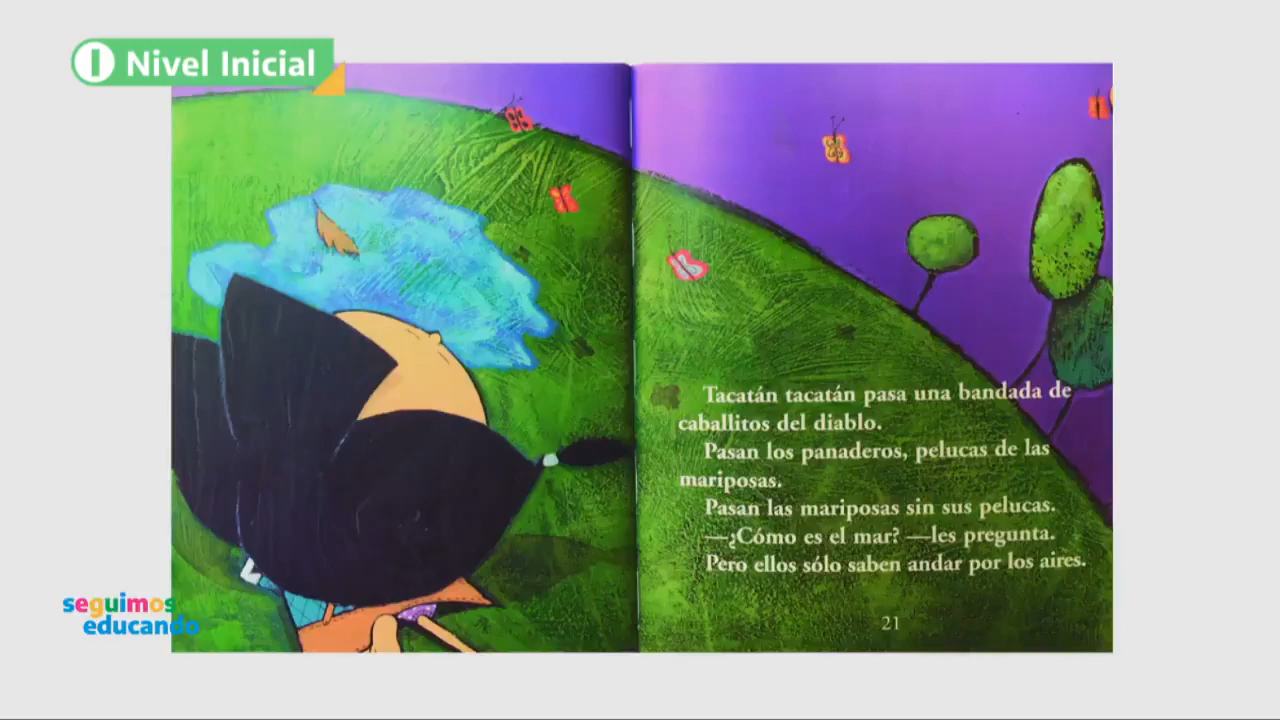 Nivel Inicial
Tacatán tacatán pasa una bandada de
caballitos del diablo.
Pasan los panaderos, pelucas de las
mariposas.
Pasan las mariposas sin sus pelucas.
—¿Cómo es el mar? —les pregunta.
Pero ellos sólo saben andar por los aires.
21
seguimos
educando